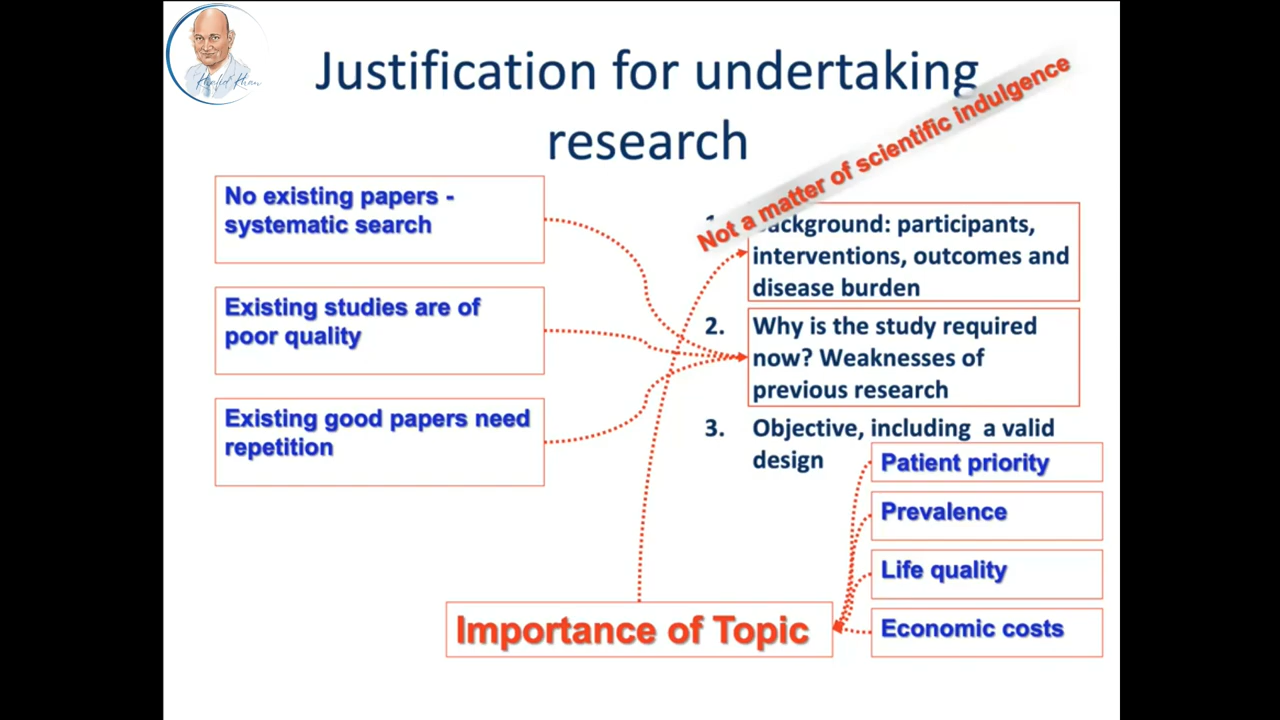 Khalid Khan
Justification for undertaking
research
Not a matter of scientific indulgence
No existing papers -
systematic search
Existing studies are of
poor quality
Existing good papers need
repetition
1. Background: participants,
interventions, outcomes and
disease burden
2. Why is the study required
now? Weaknesses of
previous research
3. Objective, including a valid
design
Patient priority
Prevalence
Life quality
Economic costs
Importance of Topic